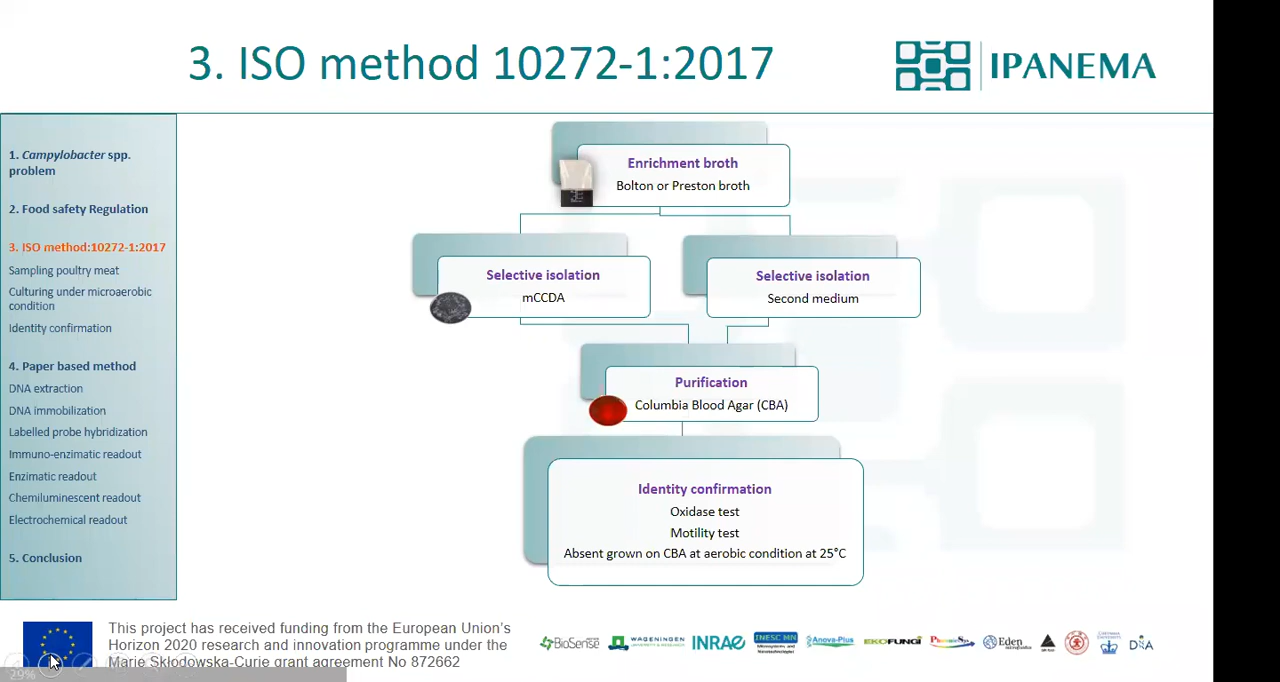 3. ISO method 10272-1:2017
IPANEMA
1. Campylobacter spp.
problem
2. Food safety Regulation
3. ISO method:10272-1:2017
Sampling poultry meat
Culturing under microaerobic
condition
Identity confirmation
4. Paper based method
DNA extraction
DNA immobilization
Labelled probe hybridization
Immuno-enzimatic readout
Enzimatic readout
Chemiluminescent readout
Electrochemical readout
5. Conclusion
Enrichment broth
Bolton or Preston broth
Selective isolation
mCCDA
Selective isolation
Second medium
Purification
Columbia Blood Agar (CBA)
Identity confirmation
Oxidase test
Motility test
Absent grown on CBA at aerobic condition at 25°C
This project has received funding from the European Union's
Horizon 2020 research and innovation programme under the
Marie Skłodowska-Curie grant agreement No 872662
29%
BioSense
WAGENINGEN
INRAE
INESC MN
Anova-Plus
EKOFUNGI
Eden
DNA